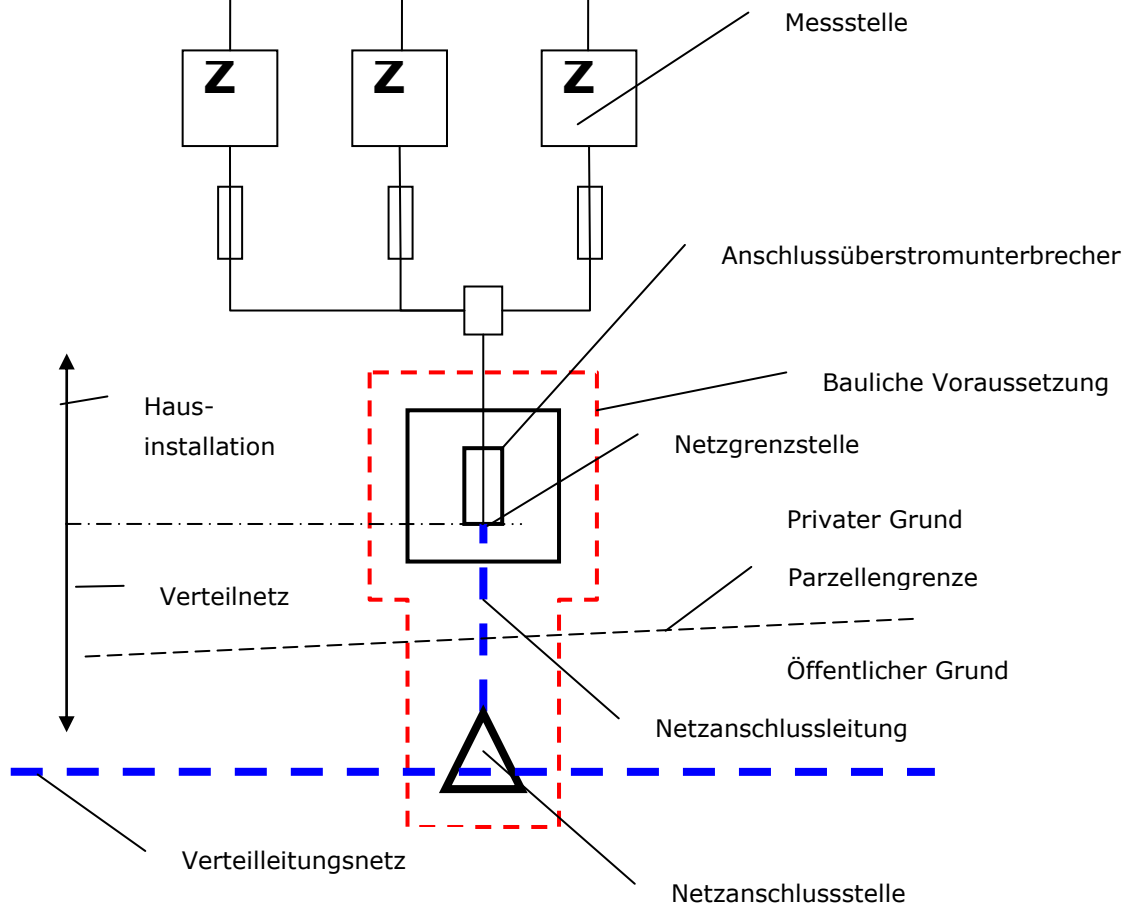 Messstelle
Z Z Z
Anschlussüberstromunterbrecher
Bauliche Voraussetzung
Haus-
installation
Netzgrenzstelle
Privater Grund
Parzellengrenze
Verteilnetz
Öffentlicher Grund
Netzanschlussleitung
Verteilleitungsnetz
Netzanschlussstelle